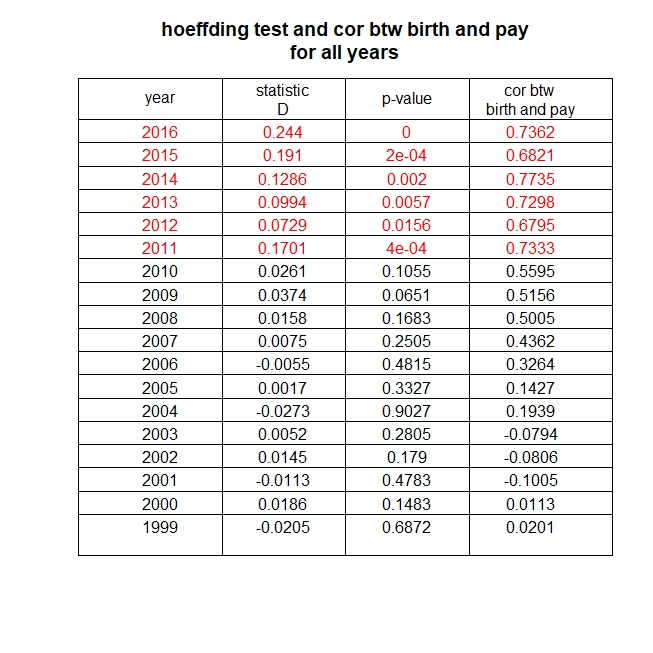 hoeffding test and cor btw birth and pay
for all years
year statistic D p-value cor btw birth and pay
2016 0.244 0 0.7362
2015 0.191 2e-04 0.6821
2014 0.1286 0.002 0.7735
2013 0.0994 0.0057 0.7298
2012 0.0729 0.0156 0.6795
2011 0.1701 4e-04 0.7333
2010 0.0261 0.1055 0.5595
2009 0.0374 0.0651 0.5156
2008 0.0158 0.1683 0.5005
2007 0.0075 0.2505 0.4362
2006 -0.0055 0.4815 0.3264
2005 0.0017 0.3327 0.1427
2004 -0.0273 0.9027 0.1939
2003 0.0052 0.2805 -0.0794
2002 0.0145 0.179 -0.0806
2001 -0.0113 0.4783 -0.1005
2000 0.0186 0.1483 0.0113
1999 -0.0205 0.6872 0.0201